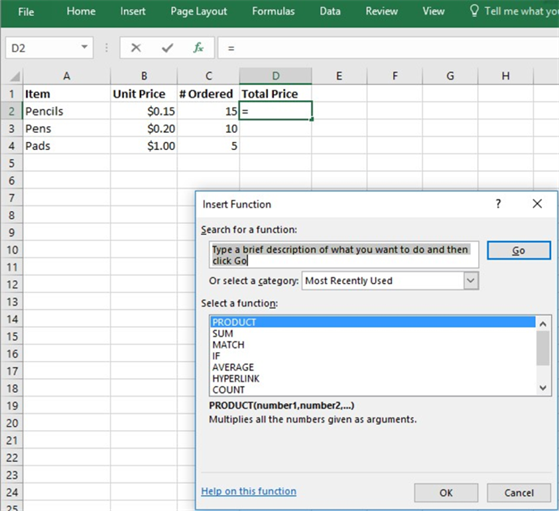 File Home Insert Page Layout Formulas Data Review View Tell me what you
D2 fx =
A B C D E F G H
1 Item Unit Price # Ordered Total Price
2 Pencils $0.15 15 =
3 Pens $0.20 10
4 Pads $1.00 5
5
6
7
8
9
10
11
12
13
14
15
16
17
18
19
20
21
22
23
24
25
Insert Function ? X
Search for a function:
Type a brief description of what you want to do and then
click Go
Go
Or select a category: Most Recently Used
Select a function:
PRODUCT
SUM
MATCH
IF
AVERAGE
HYPERLINK
COUNT
PRODUCT(number1,number2,...)
Multiplies all the numbers given as arguments.
Help on this function OK Cancel